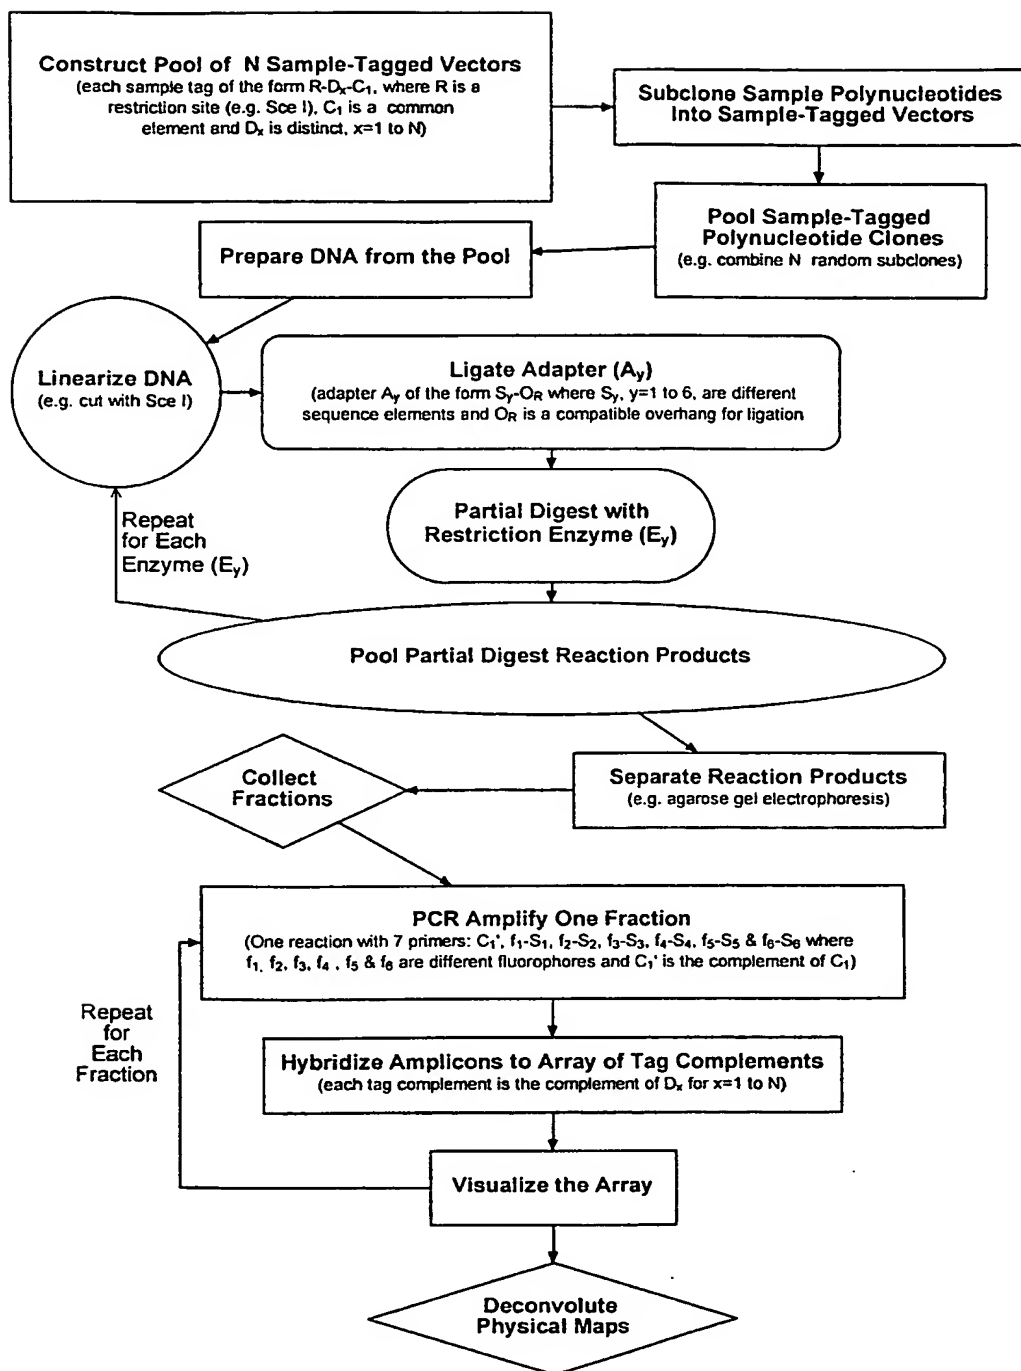 Construct Pool of N Sample-Tagged Vectors
(each sample tag of the form R-Dₓ-C₁, where R is a
restriction site (e.g. Sce I), C₁ is a common
element and Dₓ is distinct, x=1 to N)
Subclone Sample Polynucleotides
Into Sample-Tagged Vectors
Pool Sample-Tagged
Polynucleotide Clones
(e.g. combine N random subclones)
Prepare DNA from the Pool
Linearize DNA
(e.g. cut with Sce I)
Ligate Adapter (Aᵧ)
(adapter Aᵧ of the form Sᵧ-Oᵣ where Sᵧ, y=1 to 6, are different
sequence elements and Oᵣ is a compatible overhang for ligation
Partial Digest with
Restriction Enzyme (Eᵧ)
Repeat
for Each
Enzyme (Eᵧ)
Pool Partial Digest Reaction Products
Separate Reaction Products
(e.g. agarose gel electrophoresis)
Collect
Fractions
PCR Amplify One Fraction
(One reaction with 7 primers: C₁', f₁-S₁, f₂-S₂, f₃-S₃, f₄-S₄, f₅-S₅ & f₆-S₆ where
f₁, f₂, f₃, f₄ , f₅ & f₆ are different fluorophores and C₁' is the complement of C₁)
Repeat
for
Each
Fraction
Hybridize Amplicons to Array of Tag Complements
(each tag complement is the complement of Dₓ for x=1 to N)
Visualize the Array
Deconvolute
Physical Maps